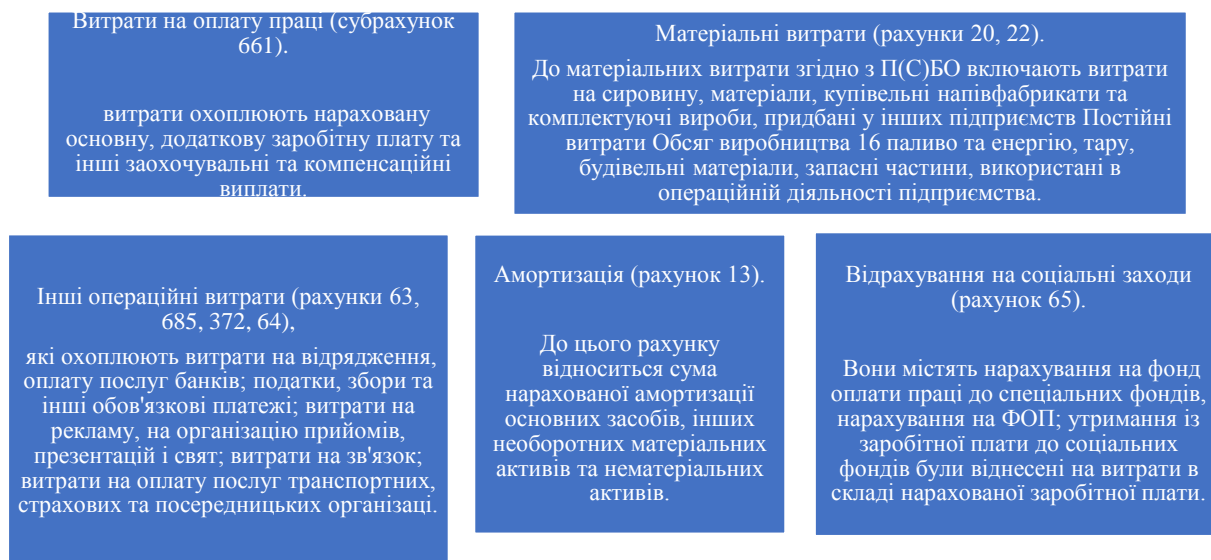 Витрати на оплату праці (субрахунок
661).
витрати охоплюють нараховану
основну, додаткову заробітну плату та
інші заохочувальні та компенсаційні
виплати.
Матеріальні витрати (рахунки 20, 22).
До матеріальних витрати згідно з П(С)БО включають витрати
на сировину, матеріали, купівельні напівфабрикати та
комплектуючі вироби, придбані у інших підприємств Постійні
витрати Обсяг виробництва 16 паливо та енергію, тару,
будівельні матеріали, запасні частини, використані в
операційній діяльності підприємства.
Інші операційні витрати (рахунки 63,
685, 372, 64),
які охоплюють витрати на відрядження,
оплату послуг банків; податки, збори та
інші обов'язкові платежі; витрати на
рекламу, на організацію прийомів,
презентацій і свят; витрати на зв'язок;
витрати на оплату послуг транспортних,
страхових та посередницьких організаці.
Амортизація (рахунок 13).
До цього рахунку
відноситься сума
нарахованої амортизації
основних засобів, інших
необоротних матеріальних
активів та нематеріальних
активів.
Відрахування на соціальні заходи
(рахунок 65).
Вони містять нарахування на фонд
оплати праці до спеціальних фондів,
нарахування на ФОП; утримання із
заробітної плати до соціальних
фондів були віднесені на витрати в
складі нарахованої заробітної плати.